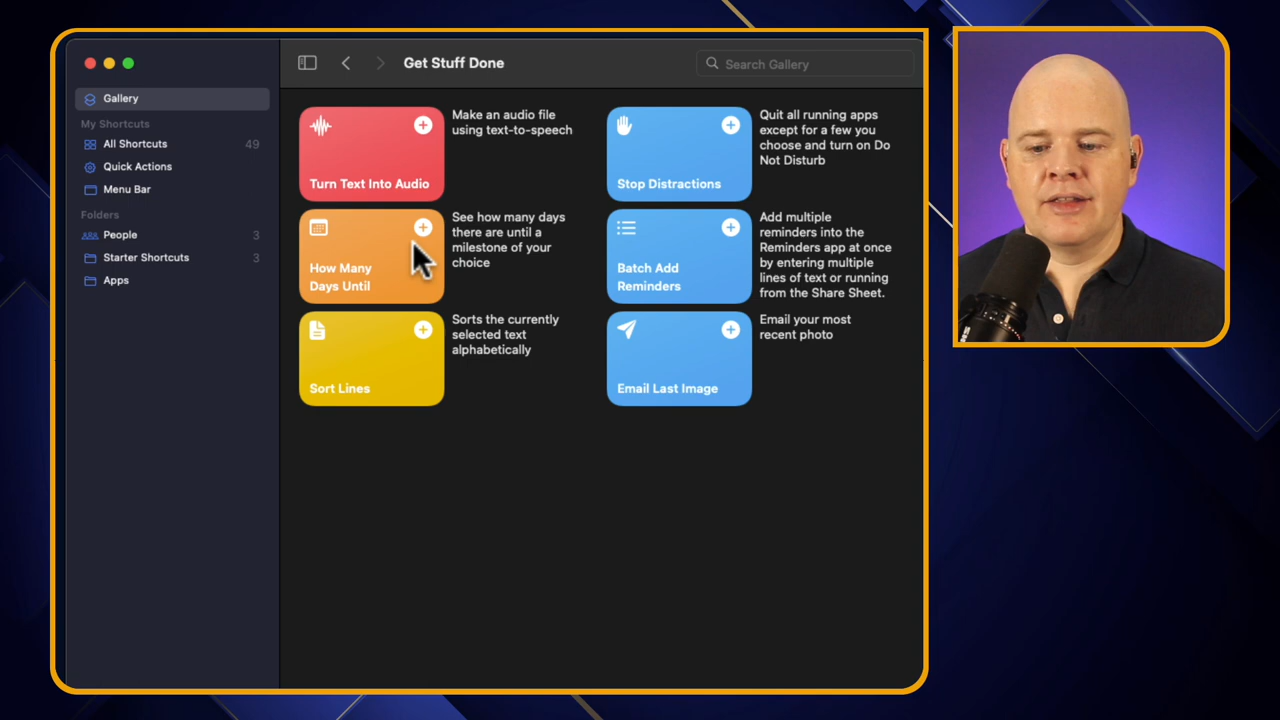 Get Stuff Done
Search Gallery
Gallery
My Shortcuts
All Shortcuts 49
Quick Actions
Menu Bar
Folders
People 3
Starter Shortcuts 3
Apps
Turn Text Into Audio
Make an audio file
using text-to-speech
Stop Distractions
Quit all running apps
except for a few you
choose and turn on Do
Not Disturb
How Many
Days Until
See how many days
there are until a
milestone of your
choice
Batch Add
Reminders
Add multiple
reminders into the
Reminders app at once
by entering multiple
lines of text or running
from the Share Sheet.
Sort Lines
Sorts the currently
selected text
alphabetically
Email Last Image
Email your most
recent photo